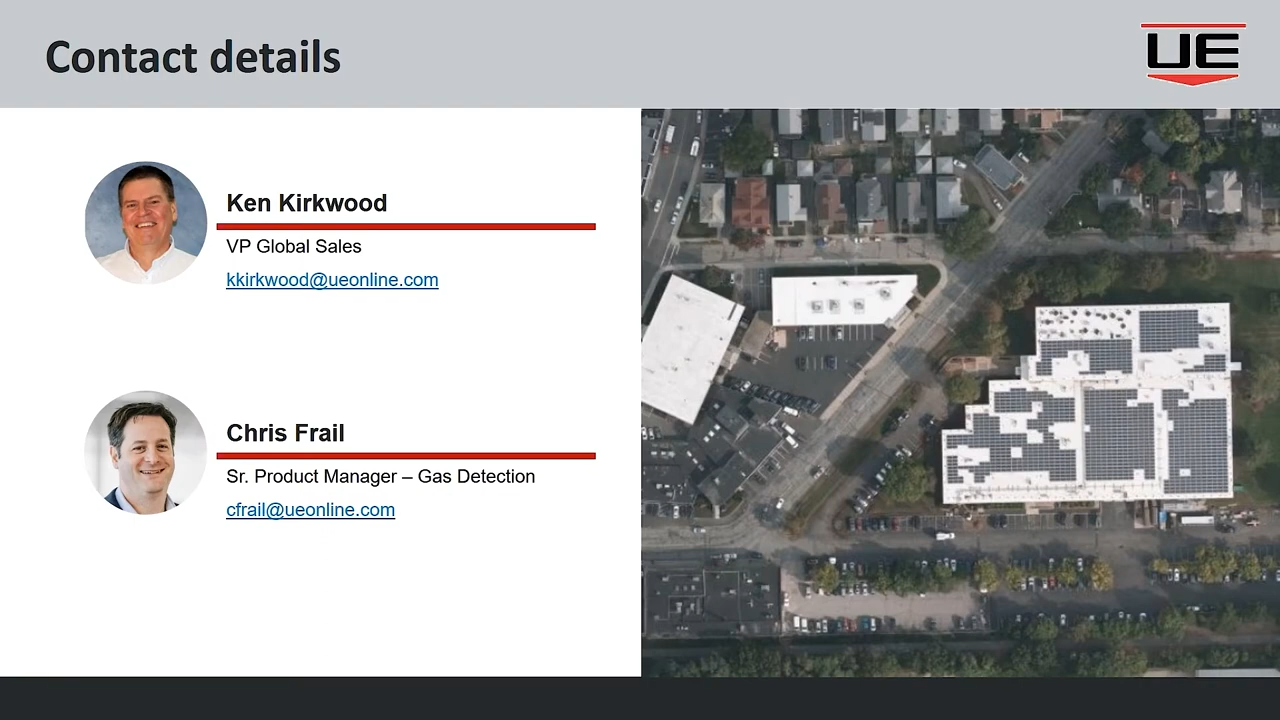 Contact details
UE
Ken Kirkwood
VP Global Sales
kkirkwood@ueonline.com
Chris Frail
Sr. Product Manager – Gas Detection
cfrail@ueonline.com